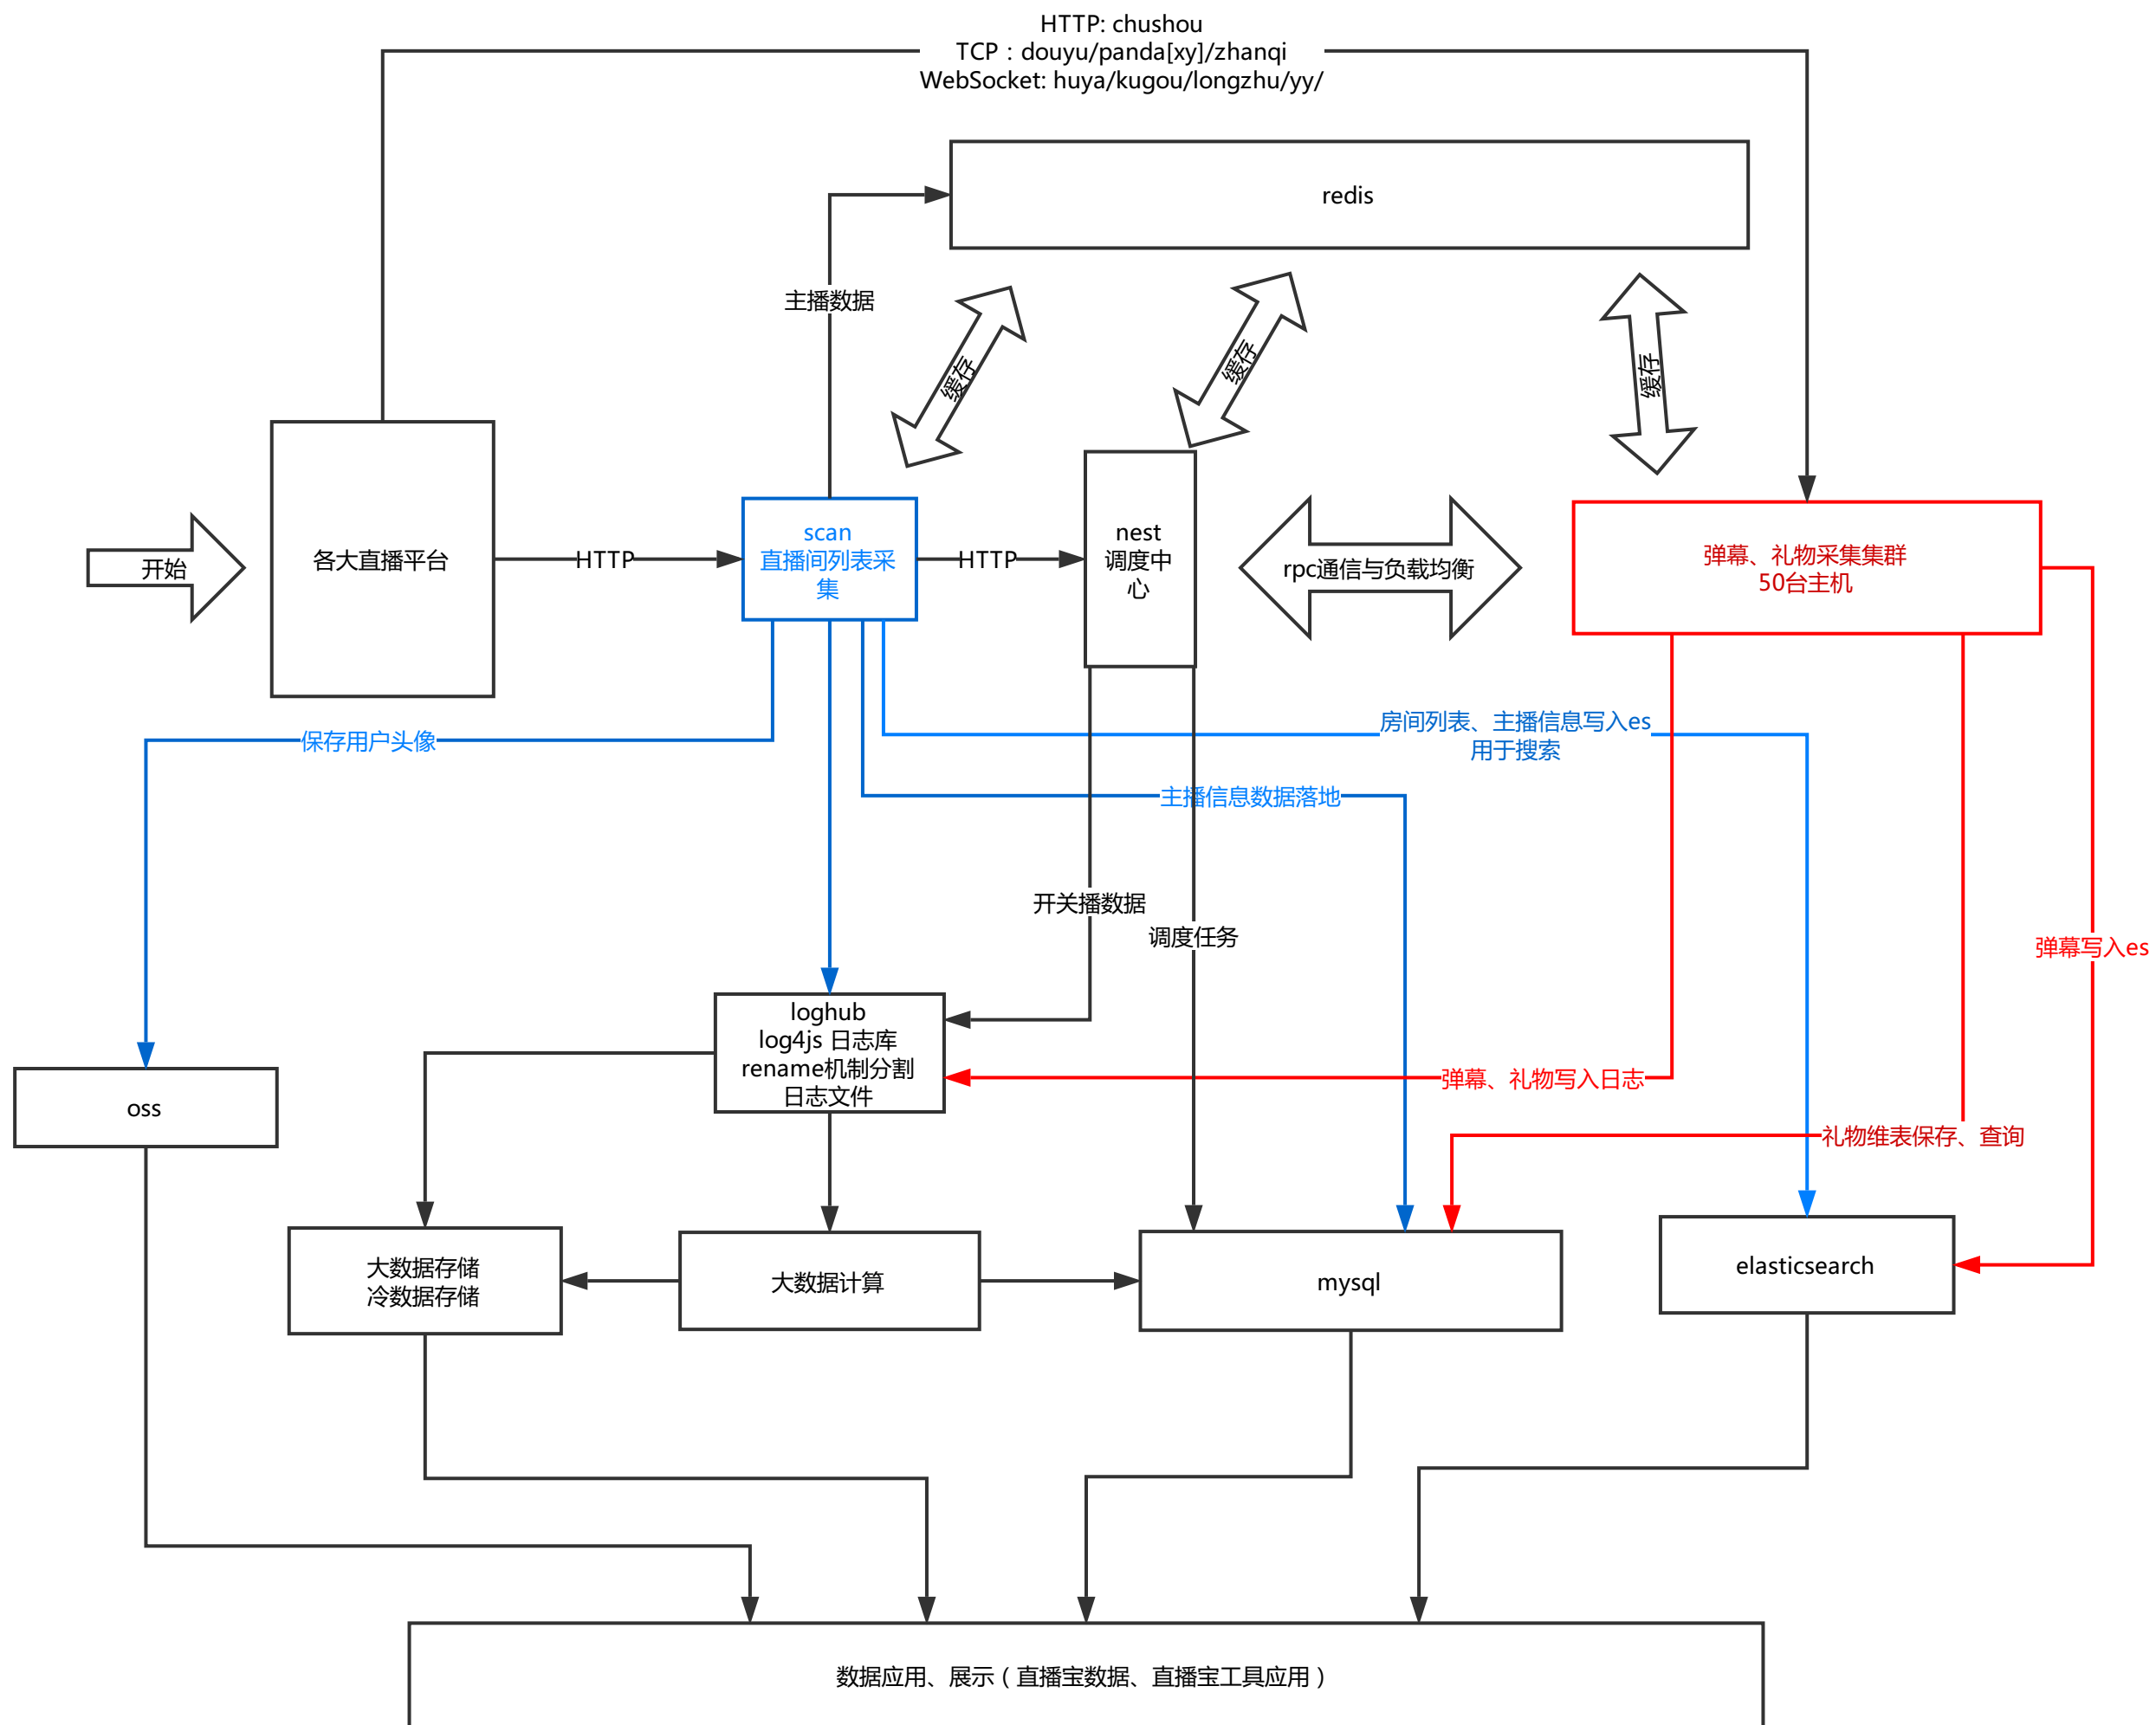 HTTP: chushou
TCP：douyu/panda[xy]/zhanqi
WebSocket: huya/kugou/longzhu/yy/
redis
主播数据
缓存
缓存
缓存
开始
各大直播平台
HTTP
scan
直播间列表采
集
HTTP
nest
调度中
心
rpc通信与负载均衡
弹幕、礼物采集集群
50台主机
保存用户头像
房间列表、主播信息写入es
用于搜索
主播信息数据落地
开关播数据
调度任务
弹幕写入es
loghub
log4js 日志库
rename机制分割
日志文件
弹幕、礼物写入日志
oss
礼物维表保存、查询
大数据存储
冷数据存储
大数据计算
mysql
elasticsearch
数据应用、展示（直播宝数据、直播宝工具应用）